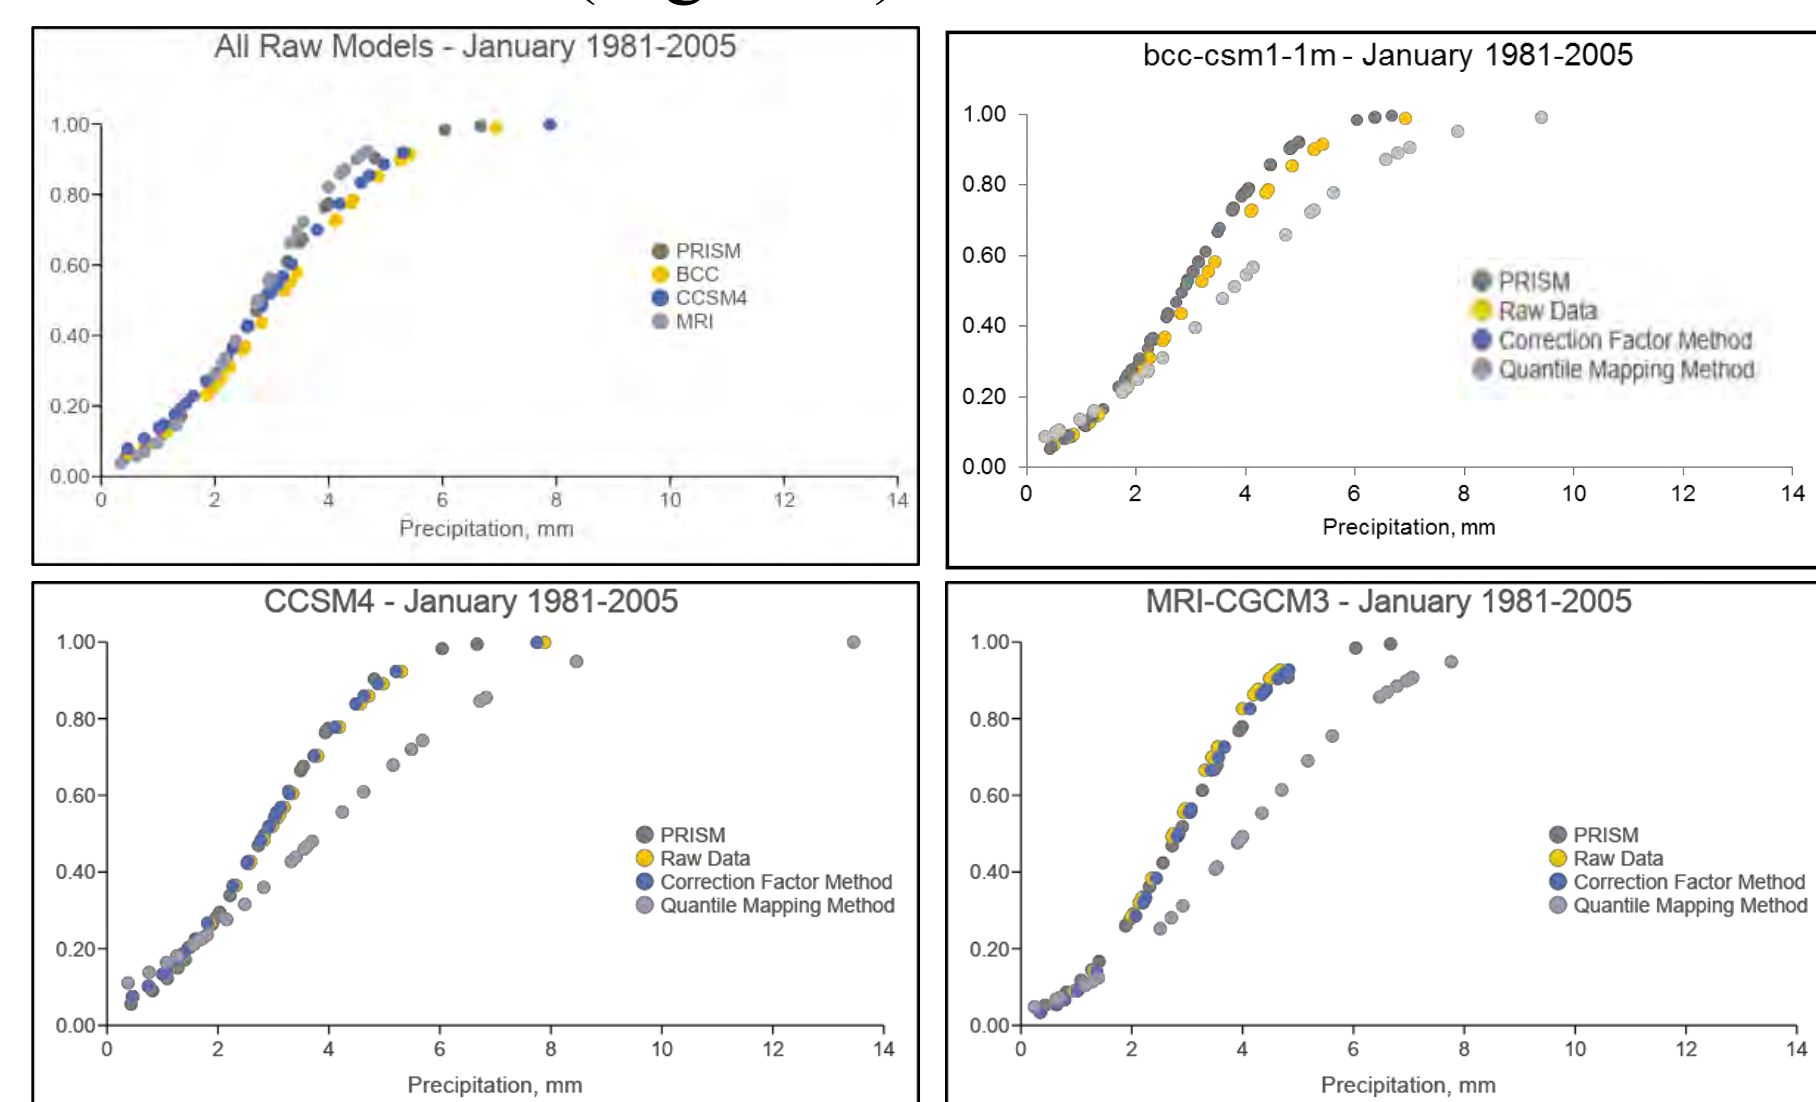 All Raw Models - January 1981-2005
1.00
0.80
0.60
0.40
0.20
0.00
0 2 4 6 8 10 12 14
Precipitation, mm
PRISM
BCC
CCSM4
MRI
bcc-csm1-1m - January 1981-2005
1.00
0.80
0.60
0.40
0.20
0.00
0 2 4 6 8 10 12 14
Precipitation, mm
PRISM
Raw Data
Correction Factor Method
Quantile Mapping Method
CCSM4 - January 1981-2005
1.00
0.80
0.60
0.40
0.20
0.00
0 2 4 6 8 10 12 14
Precipitation, mm
PRISM
Raw Data
Correction Factor Method
Quantile Mapping Method
MRI-CGCM3 - January 1981-2005
1.00
0.80
0.60
0.40
0.20
0.00
0 2 4 6 8 10 12 14
Precipitation, mm
PRISM
Raw Data
Correction Factor Method
Quantile Mapping Method